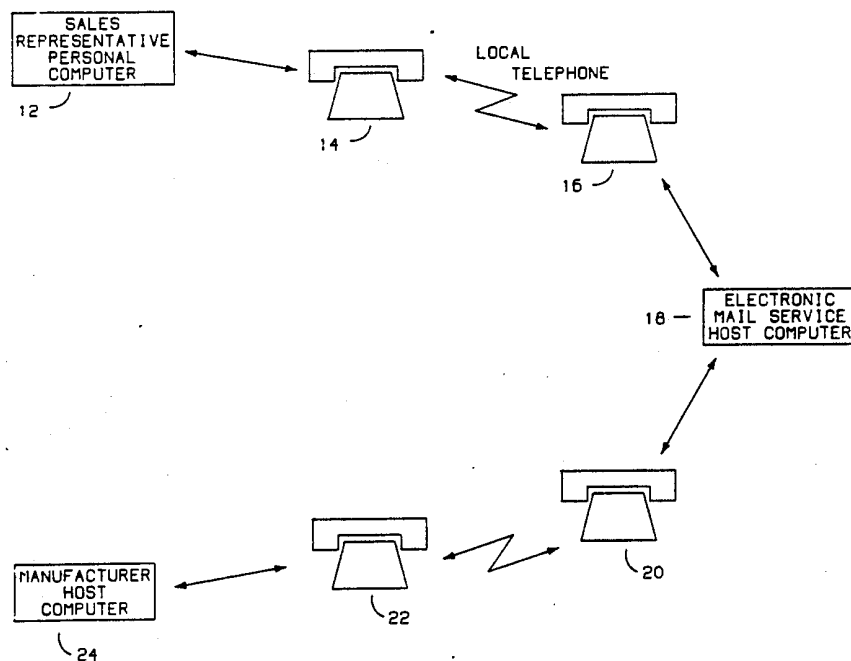 SALES
REPRESENTATIVE
PERSONAL
COMPUTER
12
14
LOCAL
TELEPHONE
16
18
ELECTRONIC
MAIL SERVICE
HOST COMPUTER
20
22
MANUFACTURER
HOST
COMPUTER
24